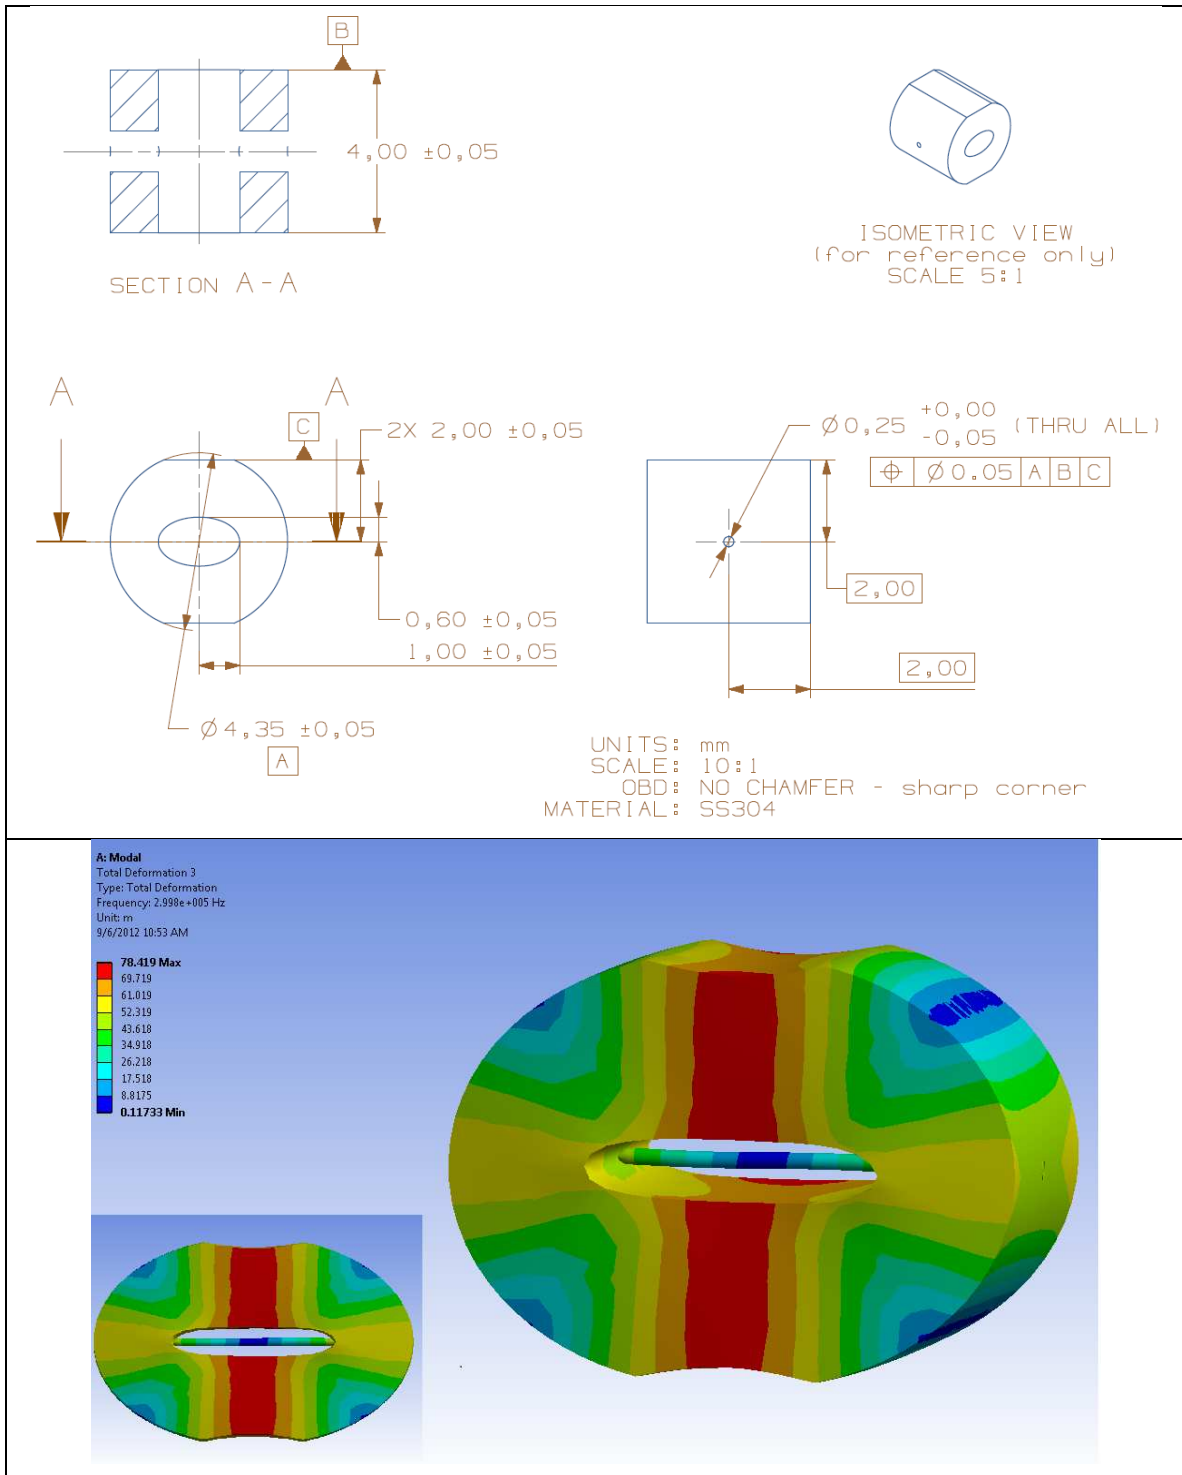 B
4,00 ±0,05
SECTION A-A
ISOMETRIC VIEW
(for reference only)
SCALE 5:1
A
A
C
2X 2,00 ±0,05
Ø0,25 +0,00 -0,05 (THRU ALL)
⌖ Ø0.05 A B C
2,00
0,60 ±0,05
1,00 ±0,05
2,00
Ø4,35 ±0,05
A
UNITS: mm
SCALE: 10:1
OBD: NO CHAMFER - sharp corner
MATERIAL: SS304
A: Modal
Total Deformation 3
Type: Total Deformation
Frequency: 2.998e+005 Hz
Unit: m
9/6/2012 10:53 AM
78.419 Max
69.719
61.019
52.319
43.618
34.918
26.218
17.518
8.8175
0.11733 Min